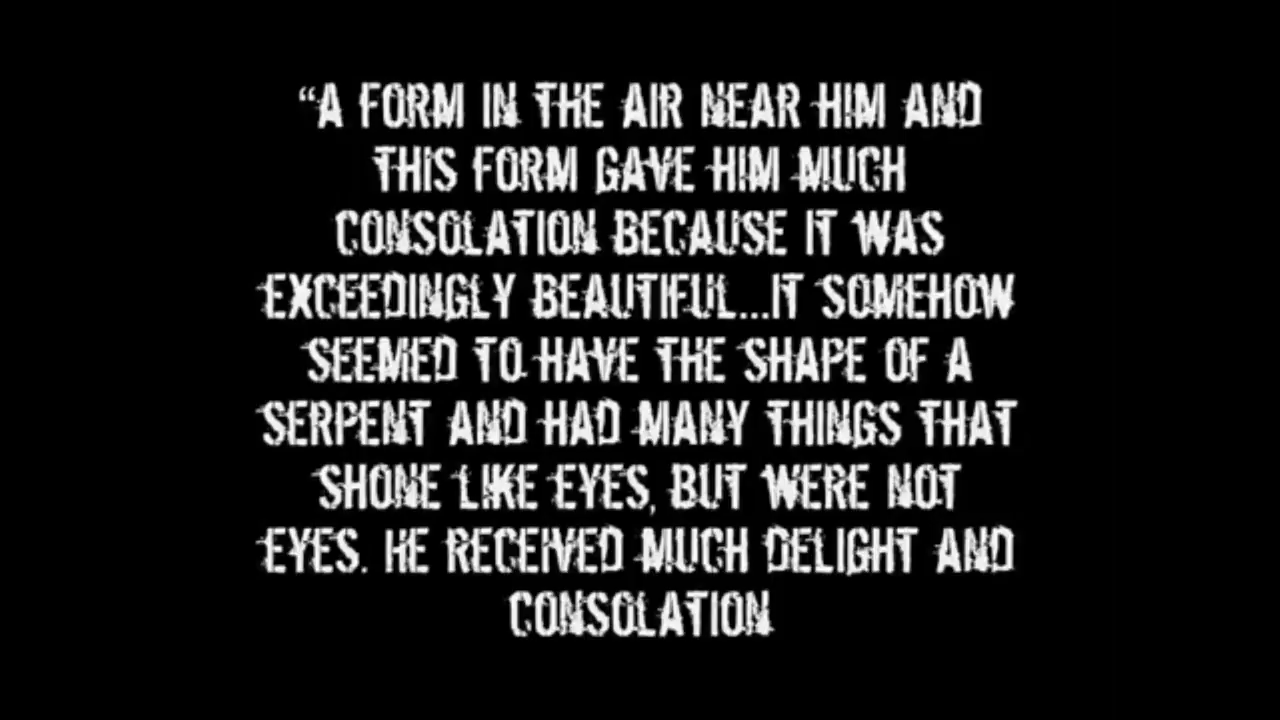 “A FORM IN THE AIR NEAR HIM AND
THIS FORM GAVE HIM MUCH
CONSOLATION BECAUSE IT WAS
EXCEEDINGLY BEAUTIFUL...IT SOMEHOW
SEEMED TO HAVE THE SHAPE OF A
SERPENT AND HAD MANY THINGS THAT
SHONE LIKE EYES, BUT WERE NOT
EYES. HE RECEIVED MUCH DELIGHT AND
CONSOLATION